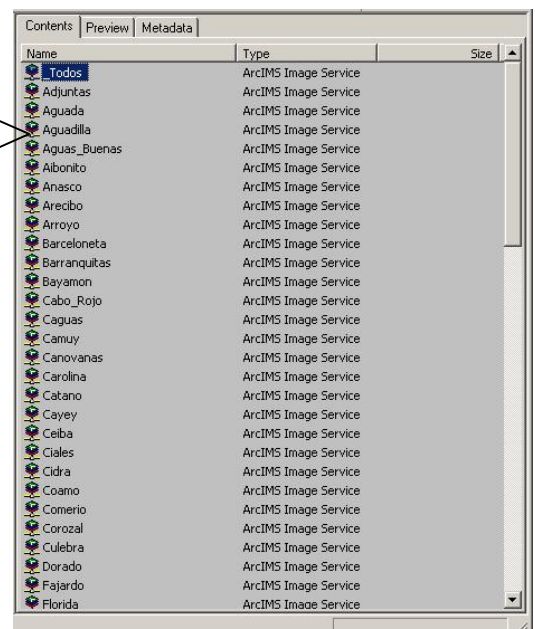 Contents Preview Metadata
Name Type Size
_Todos ArcIMS Image Service
Adjuntas ArcIMS Image Service
Aguada ArcIMS Image Service
Aguadilla ArcIMS Image Service
Aguas_Buenas ArcIMS Image Service
Aibonito ArcIMS Image Service
Anasco ArcIMS Image Service
Arecibo ArcIMS Image Service
Arroyo ArcIMS Image Service
Barceloneta ArcIMS Image Service
Barranquitas ArcIMS Image Service
Bayamon ArcIMS Image Service
Cabo_Rojo ArcIMS Image Service
Caguas ArcIMS Image Service
Camuy ArcIMS Image Service
Canovanas ArcIMS Image Service
Carolina ArcIMS Image Service
Catano ArcIMS Image Service
Cayey ArcIMS Image Service
Ceiba ArcIMS Image Service
Ciales ArcIMS Image Service
Cidra ArcIMS Image Service
Coamo ArcIMS Image Service
Comerio ArcIMS Image Service
Corozal ArcIMS Image Service
Culebra ArcIMS Image Service
Dorado ArcIMS Image Service
Fajardo ArcIMS Image Service
Florida ArcIMS Image Service